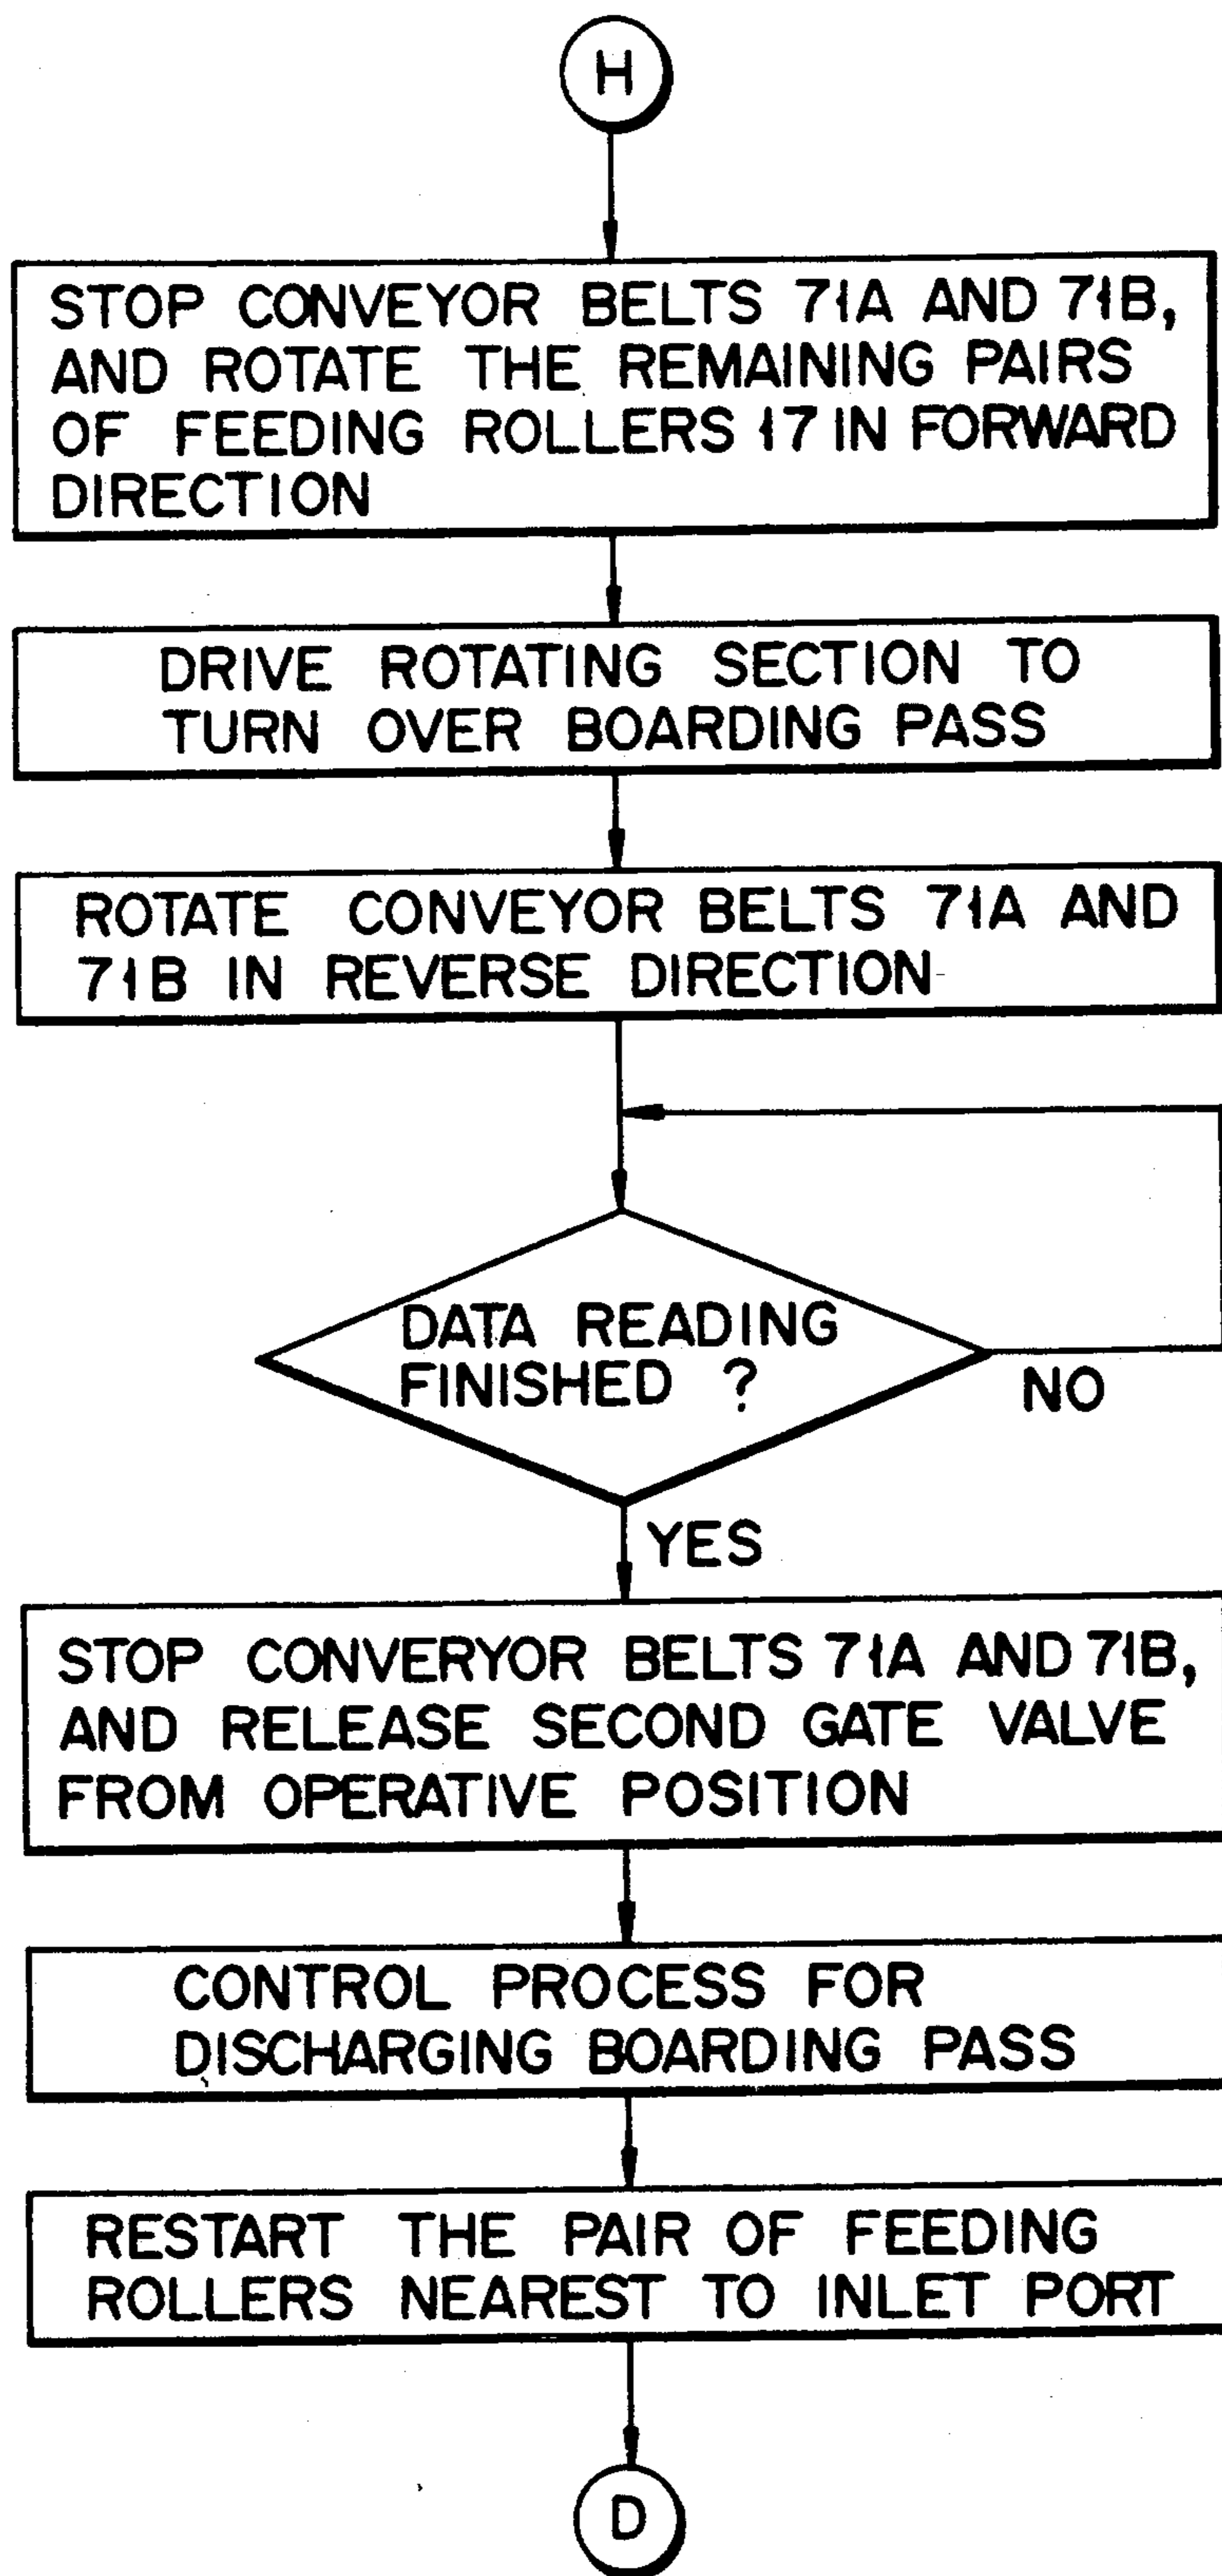 H
STOP CONVEYOR BELTS 71A AND 71B,
AND ROTATE THE REMAINING PAIRS
OF FEEDING ROLLERS 17 IN FORWARD
DIRECTION
DRIVE ROTATING SECTION TO
TURN OVER BOARDING PASS
ROTATE CONVEYOR BELTS 71A AND
71B IN REVERSE DIRECTION
DATA READING
FINISHED ?
NO
YES
STOP CONVERYOR BELTS 71A AND 71B,
AND RELEASE SECOND GATE VALVE
FROM OPERATIVE POSITION
CONTROL PROCESS FOR
DISCHARGING BOARDING PASS
RESTART THE PAIR OF FEEDING
ROLLERS NEAREST TO INLET PORT
D